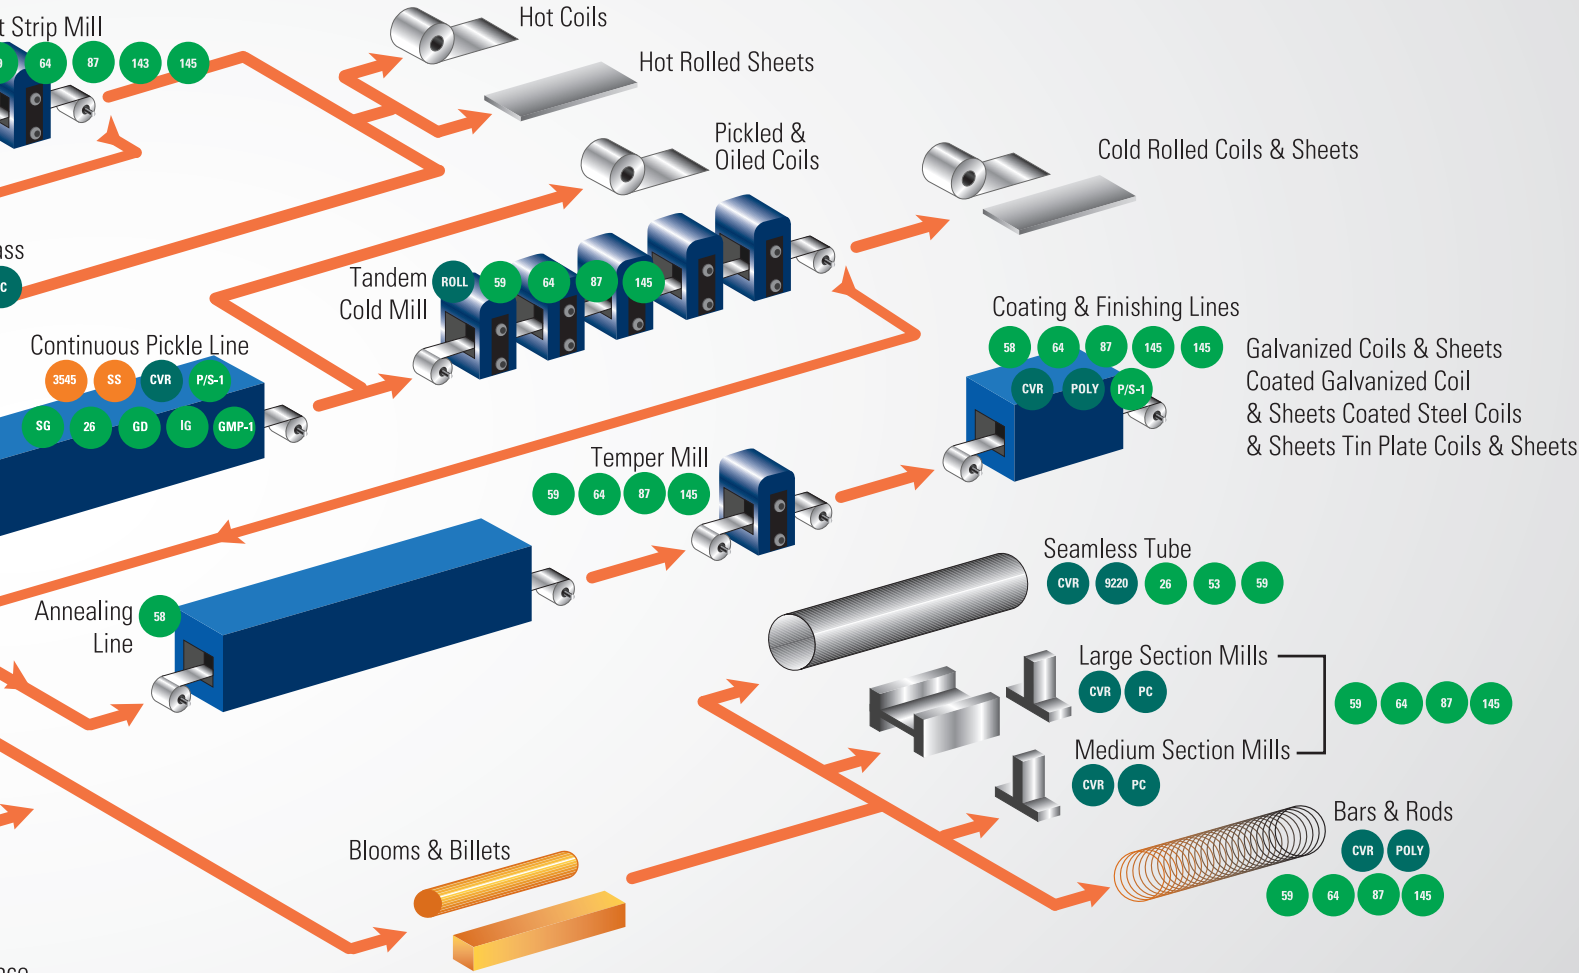 t Strip Mill
64 87 143 145
Hot Coils
Hot Rolled Sheets
Pickled &
Oiled Coils
Cold Rolled Coils & Sheets
ass
C
Tandem
Cold Mill
ROLL 59 64 87 145
Continuous Pickle Line
3545 SS CVR P/S-1
SG 26 GD IG GMP-1
Coating & Finishing Lines
58 64 87 145 145
CVR POLY P/S-1
Galvanized Coils & Sheets
Coated Galvanized Coil
& Sheets Coated Steel Coils
& Sheets Tin Plate Coils & Sheets
Temper Mill
59 64 87 145
Annealing
Line
58
Seamless Tube
CVR 9220 26 53 59
Large Section Mills
CVR PC
59 64 87 145
Medium Section Mills
CVR PC
Bars & Rods
CVR POLY
59 64 87 145
Blooms & Billets